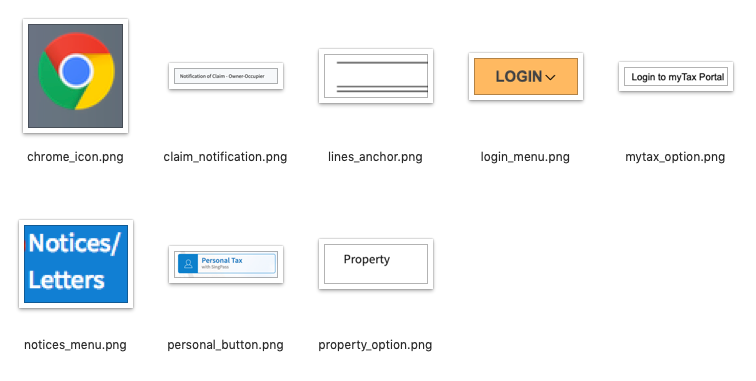 Notification of Claim - Owner-Occupier
LOGIN
Login to myTax Portal
chrome_icon.png
claim_notification.png
lines_anchor.png
login_menu.png
mytax_option.png
Notices/
Letters
Personal Tax
with SingPass
Property
notices_menu.png
personal_button.png
property_option.png